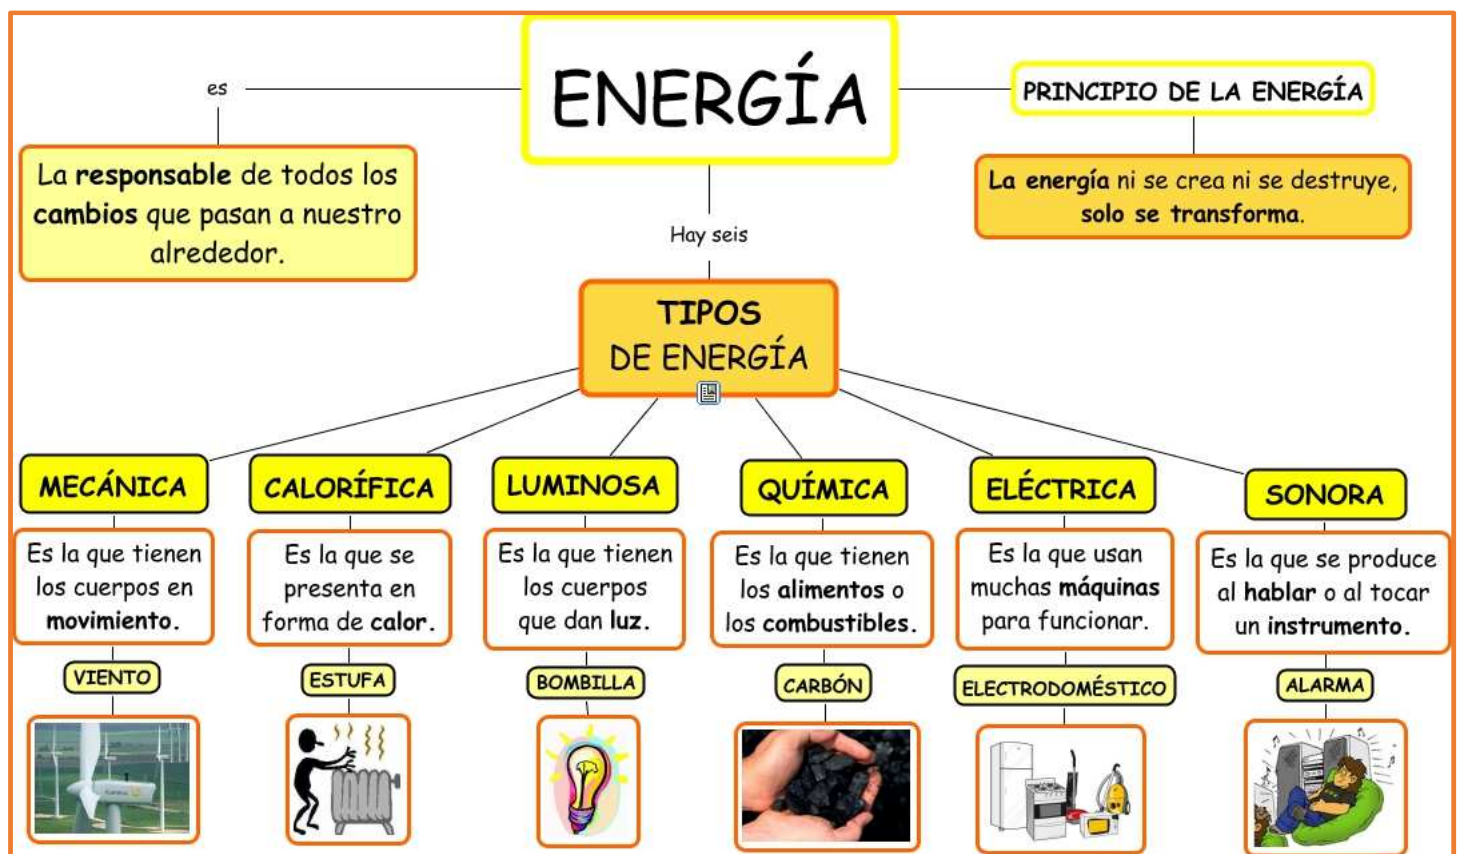 ENERGÍA
es
La responsable de todos los
cambios que pasan a nuestro
alrededor.
PRINCIPIO DE LA ENERGÍA
La energía ni se crea ni se destruye,
solo se transforma.
Hay seis
TIPOS
DE ENERGÍA
MECÁNICA
Es la que tienen
los cuerpos en
movimiento.
VIENTO
CALORÍFICA
Es la que se
presenta en
forma de calor.
ESTUFA
LUMINOSA
Es la que tienen
los cuerpos
que dan luz.
BOMBILLA
QUÍMICA
Es la que tienen
los alimentos o
los combustibles.
CARBÓN
ELÉCTRICA
Es la que usan
muchas máquinas
para funcionar.
ELECTRODOMÉSTICO
SONORA
Es la que se produce
al hablar o al tocar
un instrumento.
ALARMA